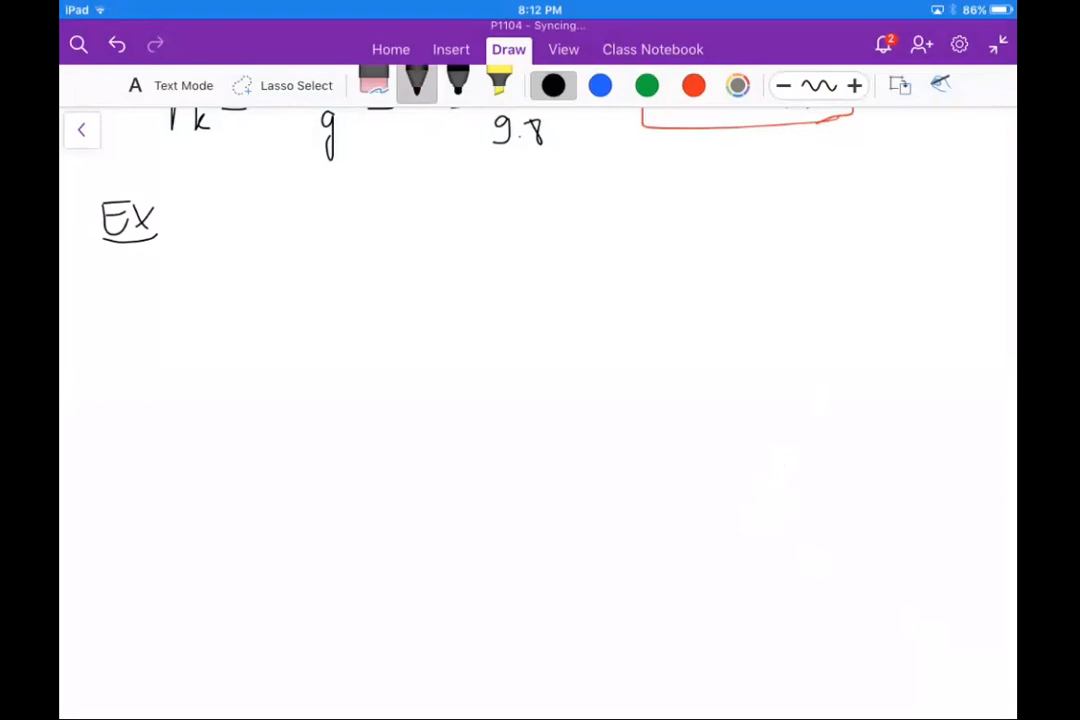 iPad 8:12 PM 86%
P1104 - Syncing...
Home Insert Draw View Class Notebook 2
A Text Mode Lasso Select
k g 9.8
Ex